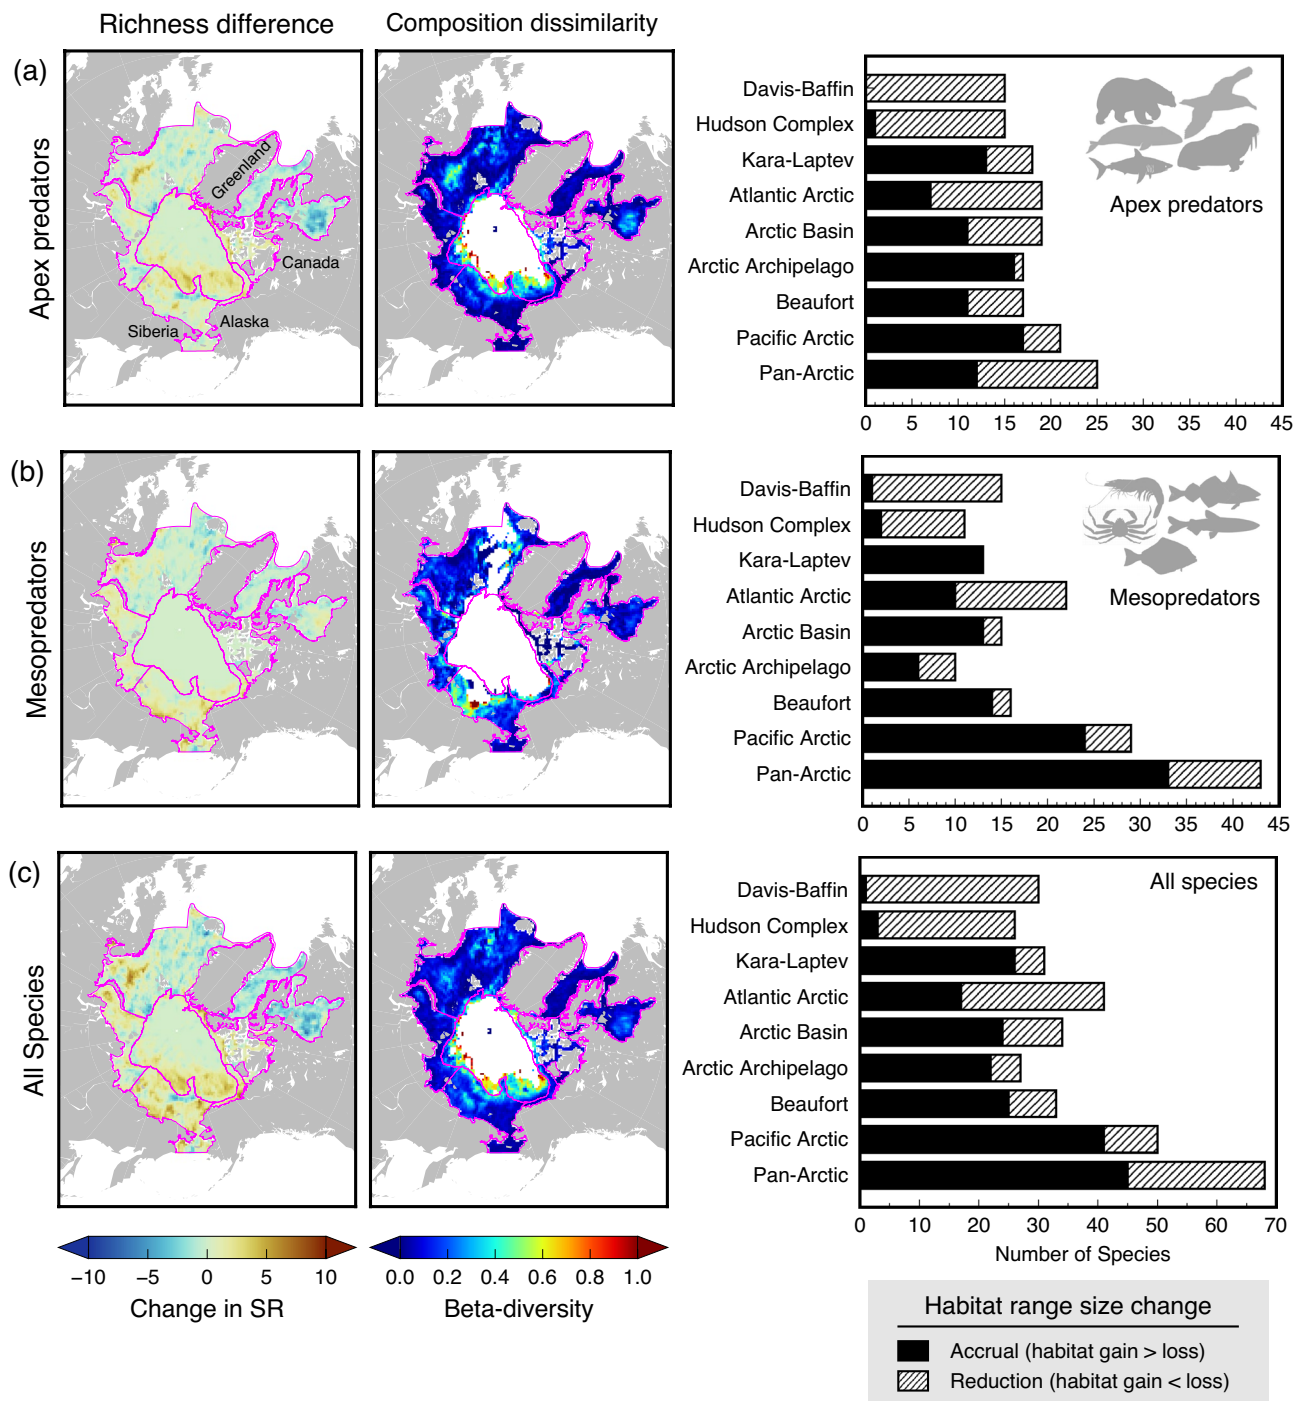 Richness difference
Composition dissimilarity
(a)
Apex predators
Greenland
Canada
Siberia
Alaska
Davis-Baffin
Hudson Complex
Kara-Laptev
Atlantic Arctic
Arctic Basin
Arctic Archipelago
Beaufort
Pacific Arctic
Pan-Arctic
Apex predators
0 5 10 15 20 25 30 35 40 45
(b)
Mesopredators
Davis-Baffin
Hudson Complex
Kara-Laptev
Atlantic Arctic
Arctic Basin
Arctic Archipelago
Beaufort
Pacific Arctic
Pan-Arctic
Mesopredators
0 5 10 15 20 25 30 35 40 45
(c)
All Species
All species
Davis-Baffin
Hudson Complex
Kara-Laptev
Atlantic Arctic
Arctic Basin
Arctic Archipelago
Beaufort
Pacific Arctic
Pan-Arctic
0 10 20 30 40 50 60 70
Number of Species
−10 −5 0 5 10
Change in SR
0.0 0.2 0.4 0.6 0.8 1.0
Beta-diversity
Habitat range size change
Accrual (habitat gain > loss)
Reduction (habitat gain < loss)